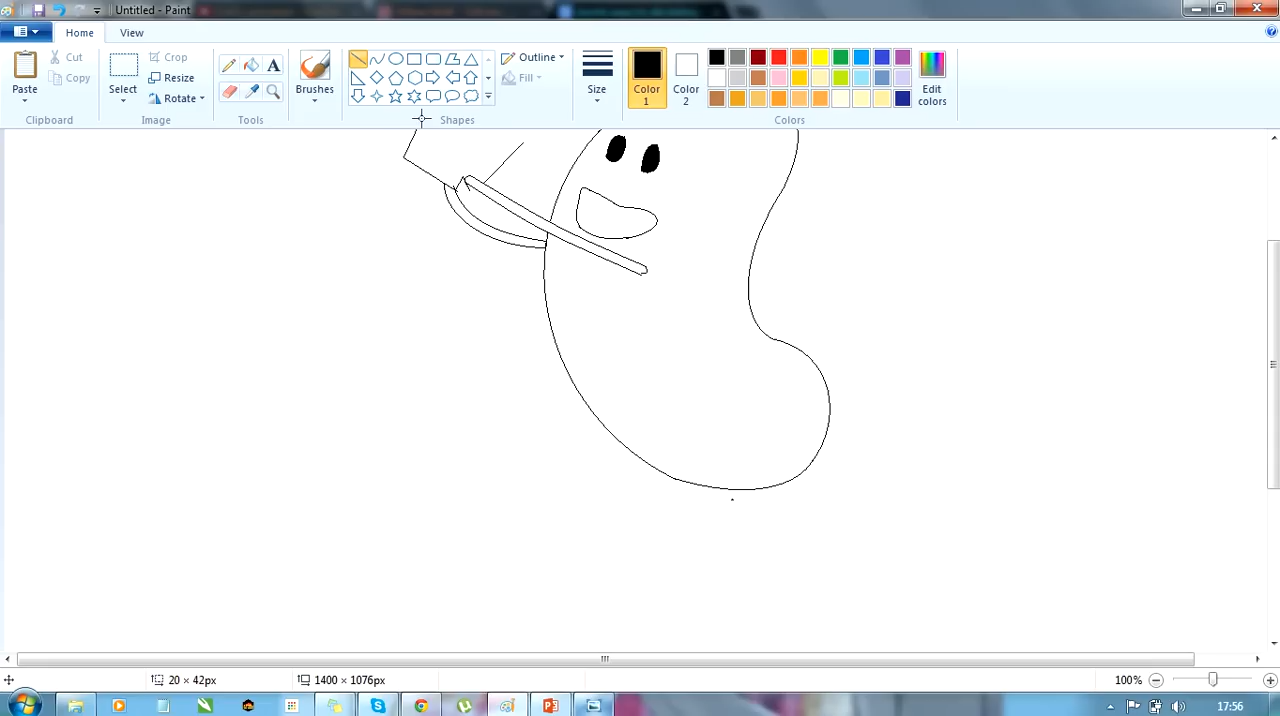 Untitled - Paint
Home
View
Paste
Cut
Copy
Clipboard
Select
Crop
Resize
Rotate
Image
A
Tools
Brushes
Shapes
Outline
Fill
Size
Color 1
Color 2
Edit colors
Colors
20 × 42px
1400 × 1076px
100%
17:56